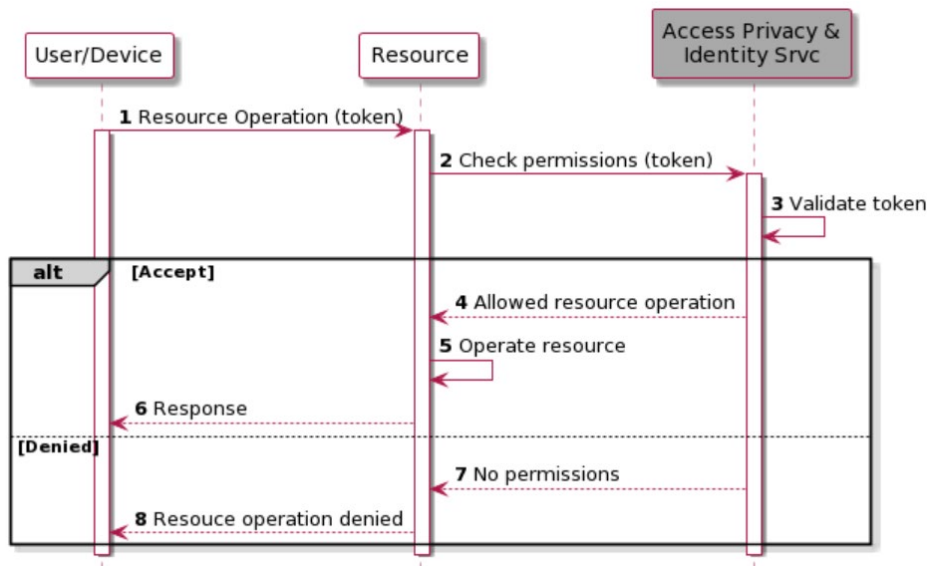 User/Device
Resource
Access Privacy &
Identity Srvc
1 Resource Operation (token)
2 Check permissions (token)
3 Validate token
alt [Accept]
4 Allowed resource operation
5 Operate resource
6 Response
[Denied]
7 No permissions
8 Resouce operation denied